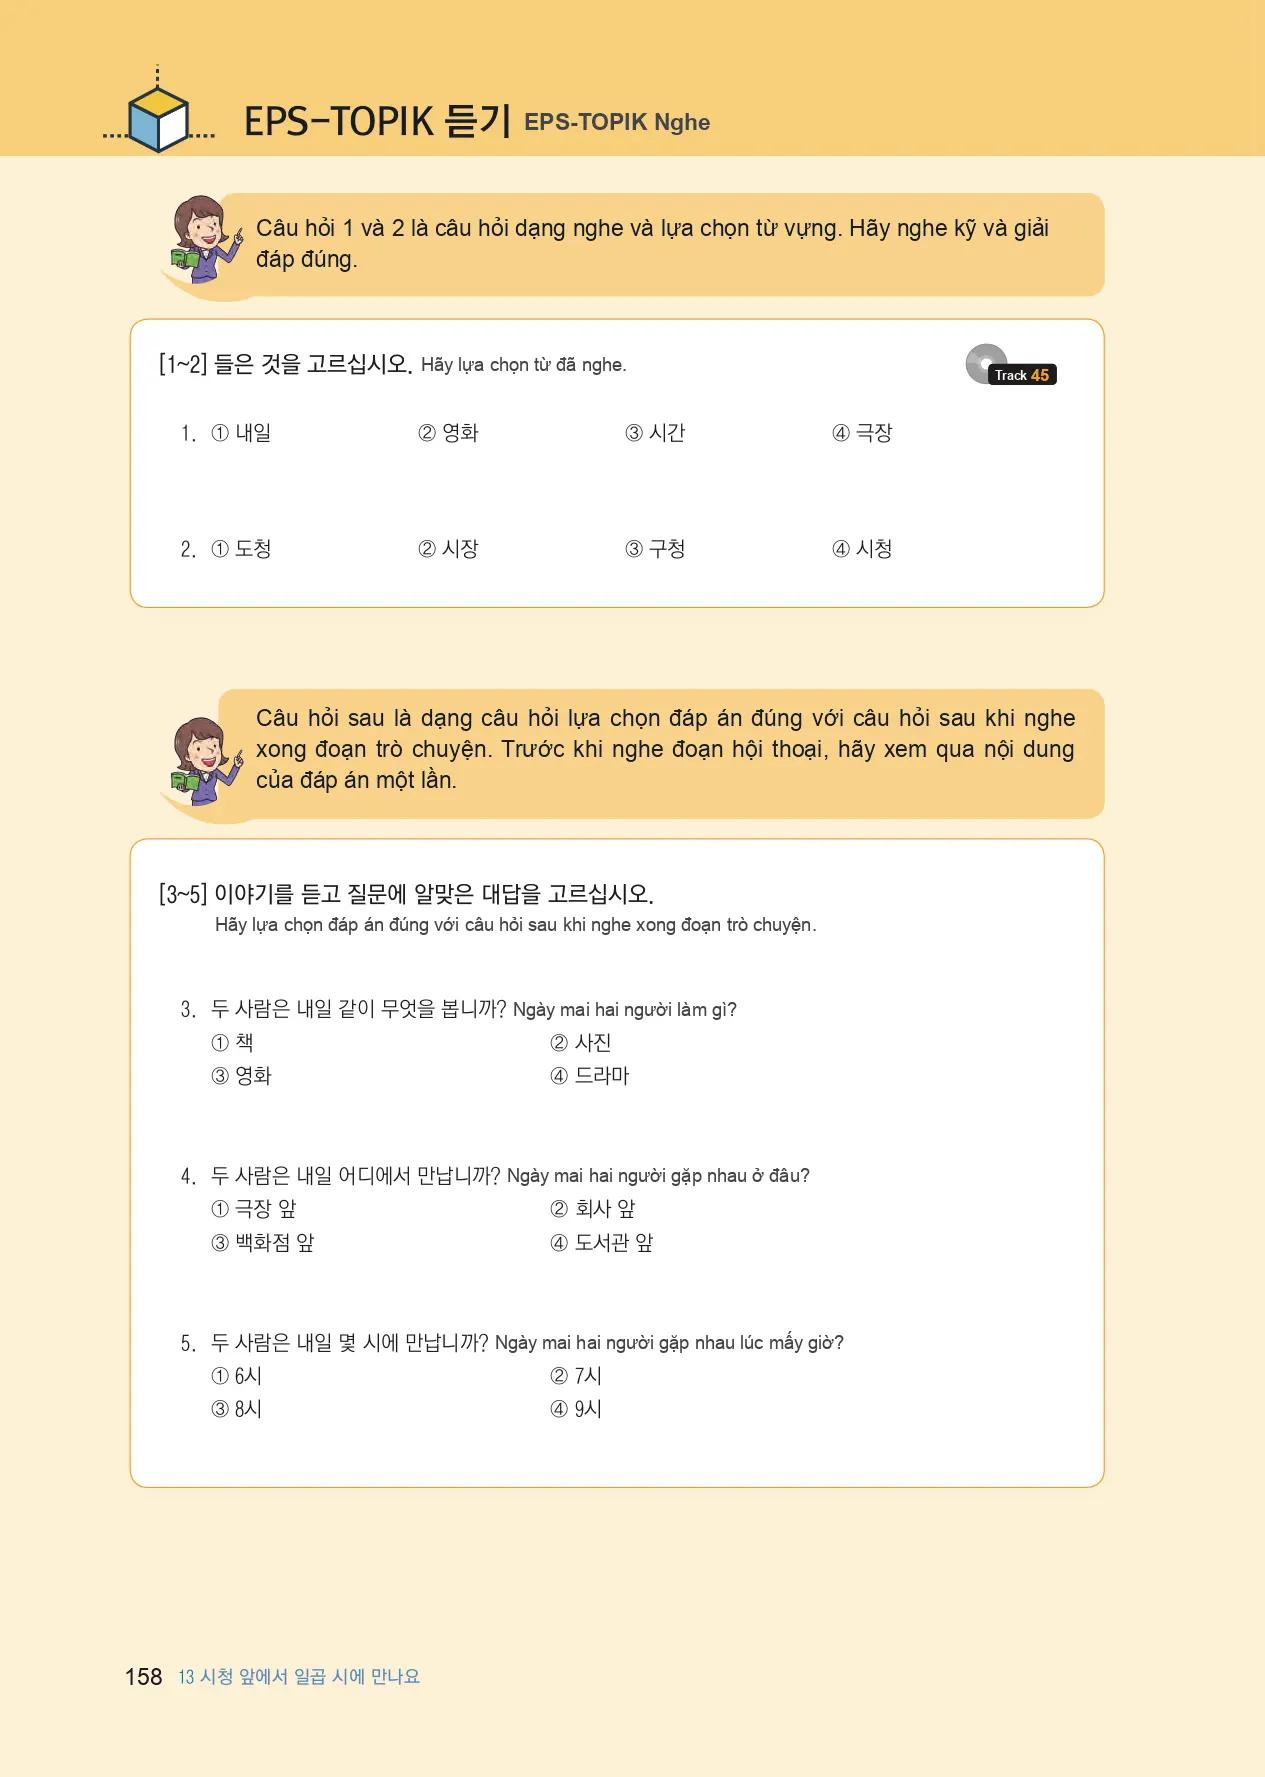 EPS-TOPIK 듣기 EPS-TOPIK Nghe
Câu hỏi 1 và 2 là câu hỏi dạng nghe và lựa chọn từ vựng. Hãy nghe kỹ và giải
đáp đúng.
[1~2] 들은 것을 고르십시오. Hãy lựa chọn từ đã nghe.
Track 45
1. ① 내일 ② 영화 ③ 시간 ④ 극장
2. ① 도청 ② 시장 ③ 구청 ④ 시청
Câu hỏi sau là dạng câu hỏi lựa chọn đáp án đúng với câu hỏi sau khi nghe
xong đoạn trò chuyện. Trước khi nghe đoạn hội thoại, hãy xem qua nội dung
của đáp án một lần.
[3~5] 이야기를 듣고 질문에 알맞은 대답을 고르십시오.
Hãy lựa chọn đáp án đúng với câu hỏi sau khi nghe xong đoạn trò chuyện.
3. 두 사람은 내일 같이 무엇을 봅니까? Ngày mai hai người làm gì?
① 책 ② 사진
③ 영화 ④ 드라마
4. 두 사람은 내일 어디에서 만납니까? Ngày mai hai người gặp nhau ở đâu?
① 극장 앞 ② 회사 앞
③ 백화점 앞 ④ 도서관 앞
5. 두 사람은 내일 몇 시에 만납니까? Ngày mai hai người gặp nhau lúc mấy giờ?
① 6시 ② 7시
③ 8시 ④ 9시
158 13 시청 앞에서 일곱 시에 만나요